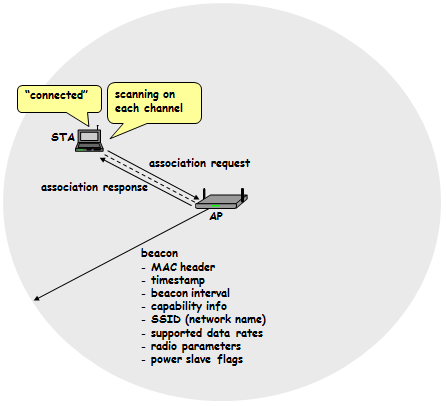 “connected”
scanning on
each channel
STA
association request
association response
AP
beacon
- MAC header
- timestamp
- beacon interval
- capability info
- SSID (network name)
- supported data rates
- radio parameters
- power slave flags